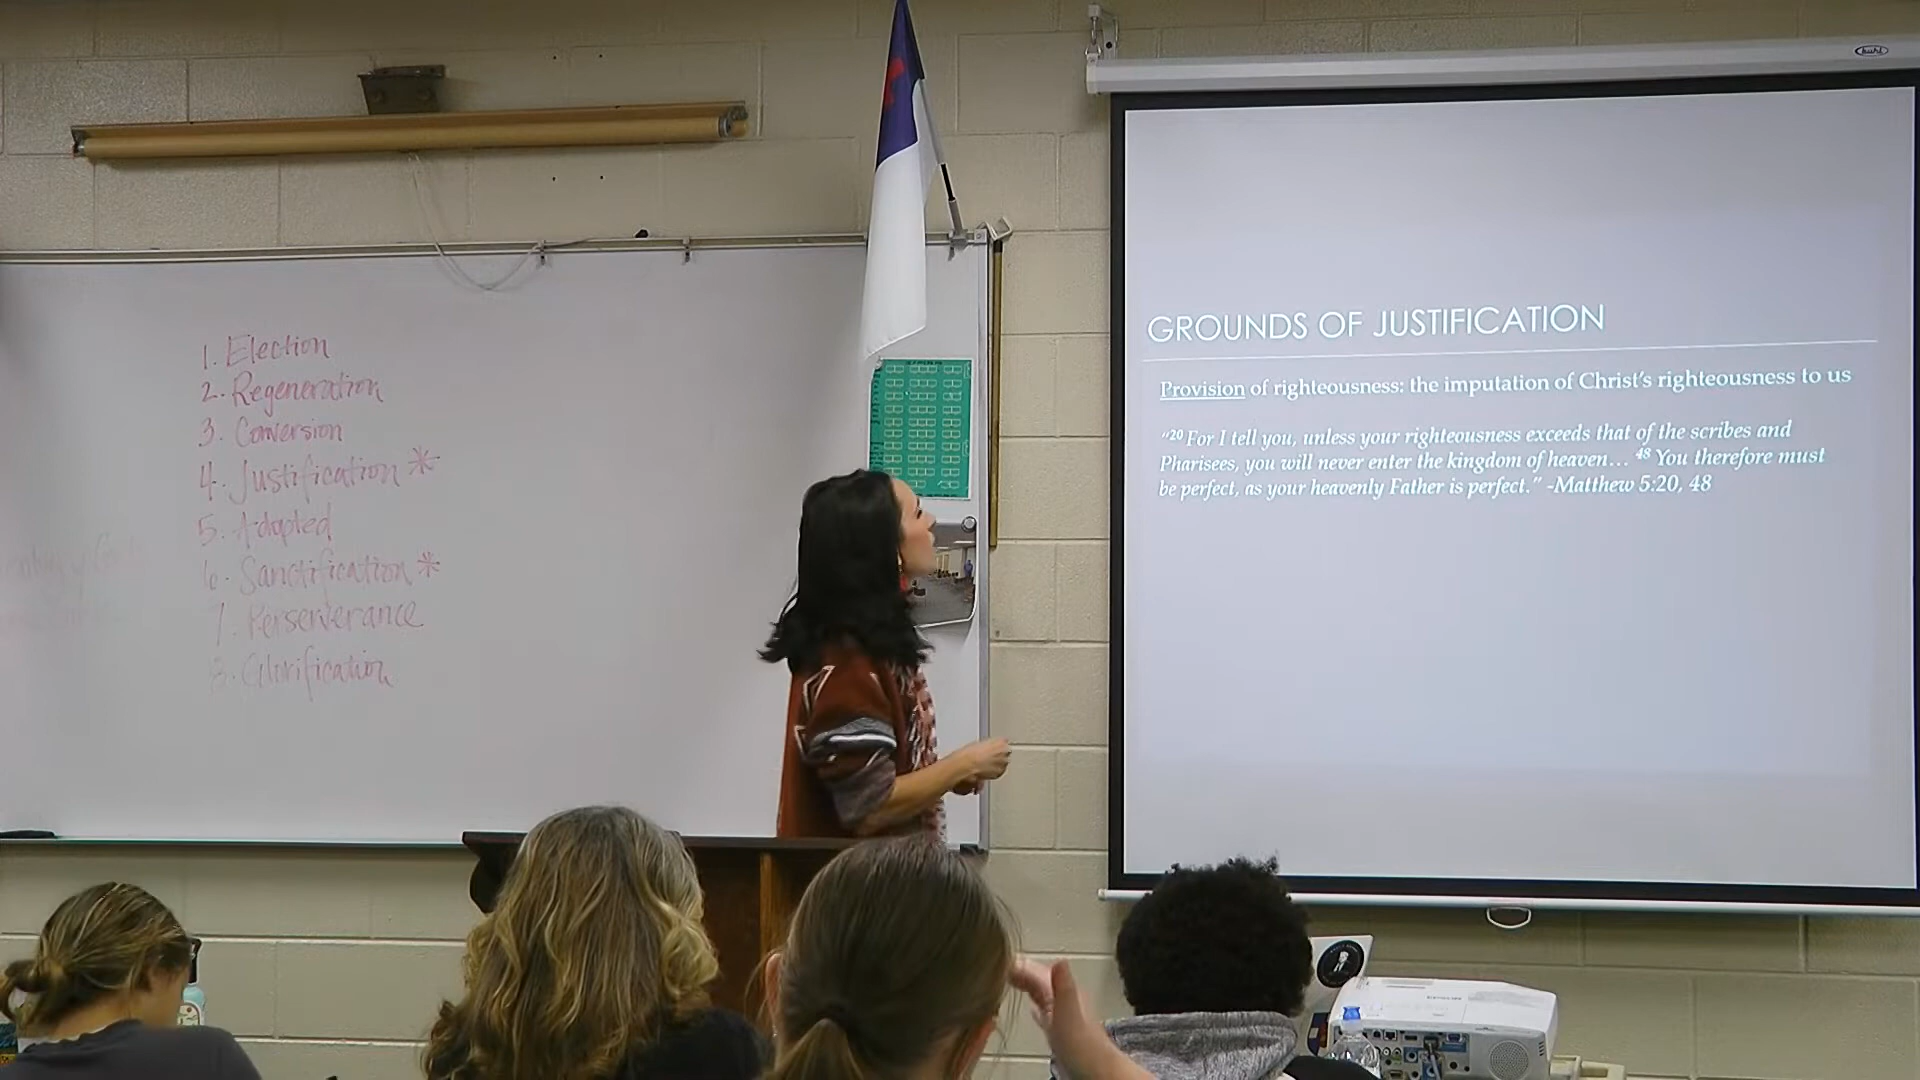 1. Election
2. Regeneration
3. Conversion
4. Justification *
5. Adopted
6. Sanctification *
7. Perserverance
8. Glorification
GROUNDS OF JUSTIFICATION
Provision of righteousness: the imputation of Christ's righteousness to us
"20 For I tell you, unless your righteousness exceeds that of the scribes and
Pharisees, you will never enter the kingdom of heaven... 48 You therefore must
be perfect, as your heavenly Father is perfect." -Matthew 5:20, 48